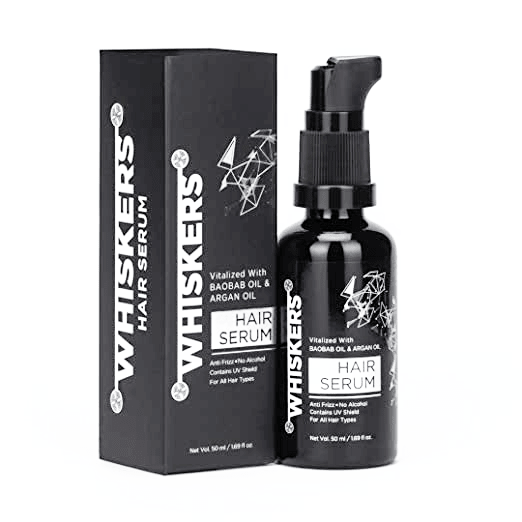 WHISKERS
HAIR SERUM
WHISKERS
Vitalized With
BAOBAB OIL &
ARGAN OIL
HAIR
SERUM
Anti Frizz • No Alcohol
Contains UV Shield
For All Hair Types
Net Vol. 50 ml / 1.69 fl oz.
WHISKERS
Vitalized With
BAOBAB OIL & ARGAN OIL
HAIR
SERUM
Anti Frizz • No Alcohol
Contains UV Shield
For All Hair Types
Net Vol. 50 ml / 1.69 fl oz.